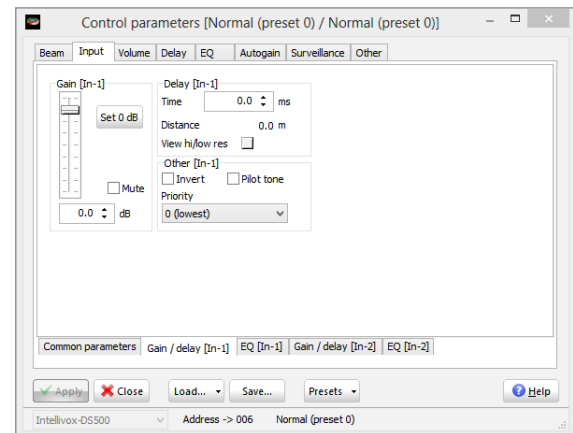 Control parameters [Normal (preset 0) / Normal (preset 0)]
Beam Input Volume Delay EQ Autogain Surveillance Other
Gain [In-1]
Set 0 dB
Mute
0.0 dB
Delay [In-1]
Time 0.0 ms
Distance 0.0 m
View hi/low res
Other [In-1]
Invert Pilot tone
Priority
0 (lowest)
Common parameters Gain / delay [In-1] EQ [In-1] Gain / delay [In-2] EQ [In-2]
Apply Close Load... Save... Presets Help
Intellivox-DS500 Address -> 006 Normal (preset 0)